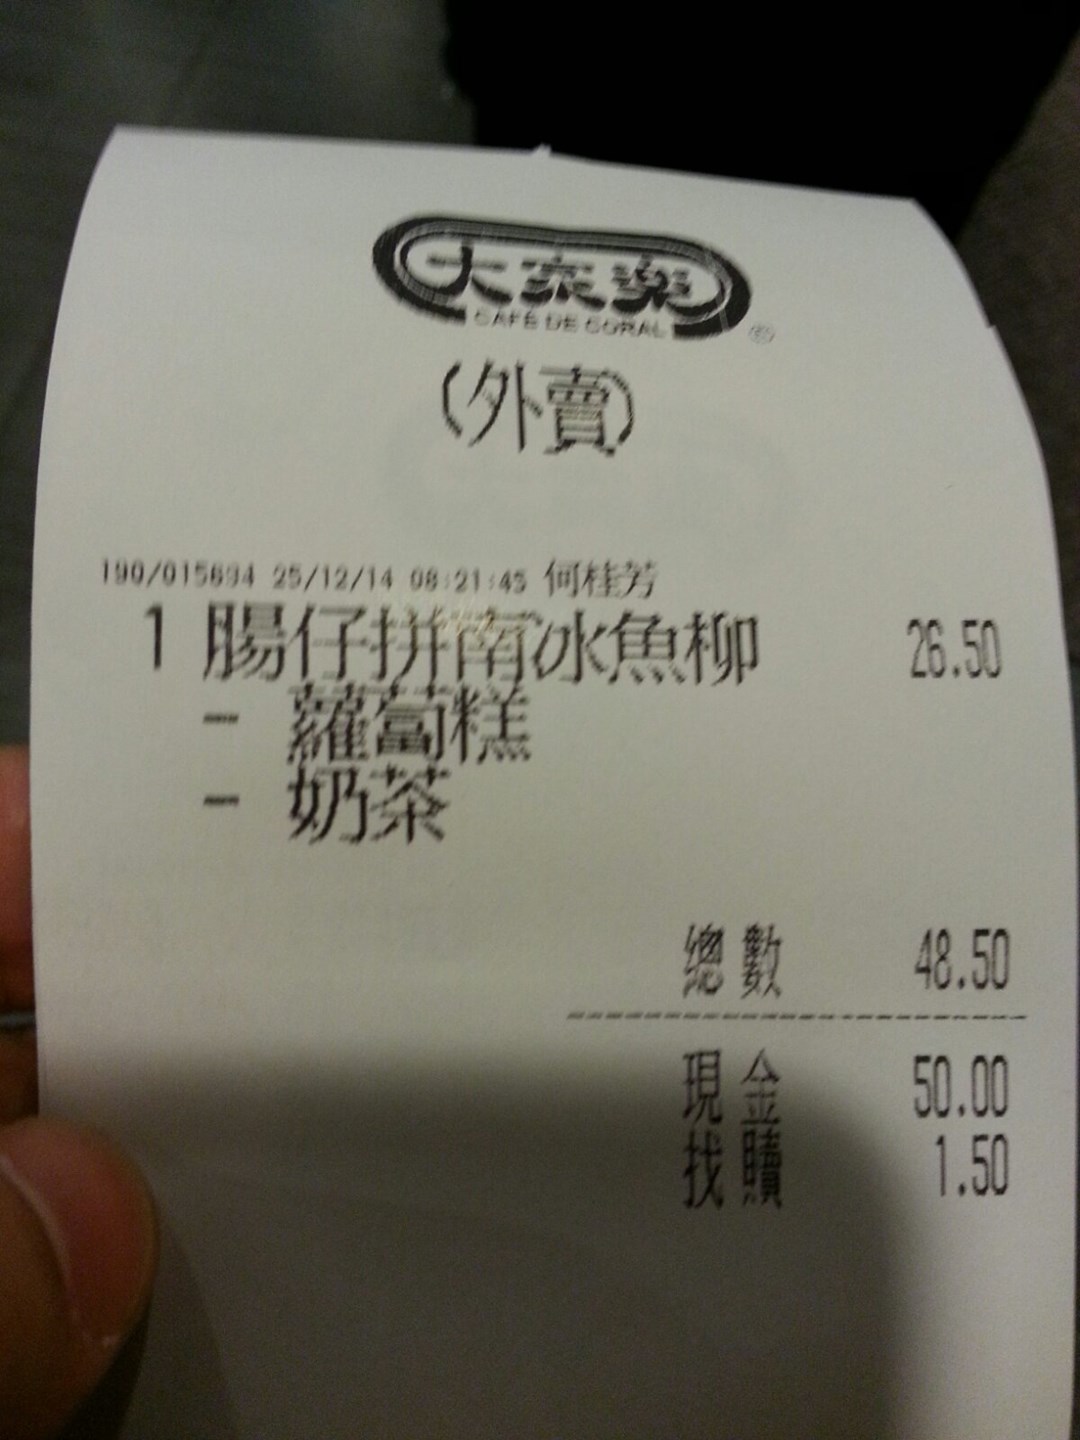 大家樂
CAFÉ DE CORAL
(外賣)
190/015694 25/12/14 08:21:45 何桂芳
1 腸仔拼南冰魚柳 26.50
- 蘿蔔糕
- 奶茶
總數 48.50
現金 50.00
找贖 1.50